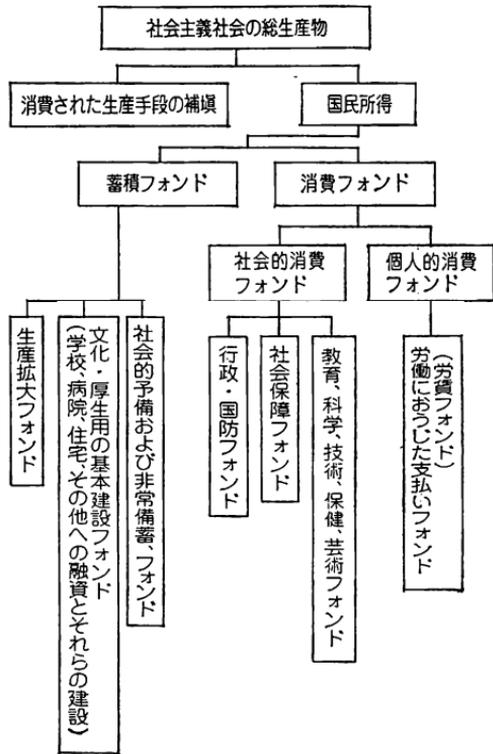 社会主義社会の総生産物
消費された生産手段の補塡
国民所得
蓄積フォンド
消費フォンド
社会的消費
フォンド
個人的消費
フォンド
生産拡大フォンド
文化・厚生用の基本建設フォンド
(学校、病院、住宅、その他への融資とそれらの建設)
社会的予備および非常備蓄、フォンド
行政・国防フォンド
社会保障フォンド
教育、科学、技術、保健、芸術フォンド
(労賃フォンド)
労働におうじた支払いフォンド